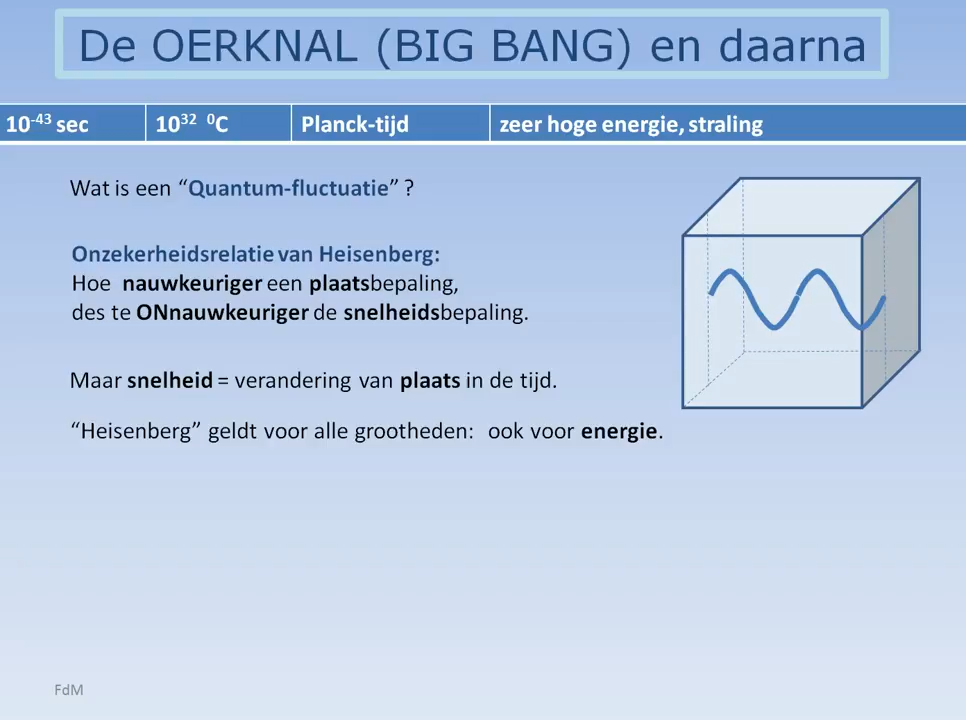 De OERKNAL (BIG BANG) en daarna
10⁻⁴³ sec 10³² ⁰C Planck-tijd zeer hoge energie, straling
Wat is een “Quantum-fluctuatie” ?
Onzekerheidsrelatie van Heisenberg:
Hoe nauwkeuriger een plaatsbepaling,
des te ONnauwkeuriger de snelheidsbepaling.
Maar snelheid = verandering van plaats in de tijd.
“Heisenberg” geldt voor alle grootheden: ook voor energie.
FdM